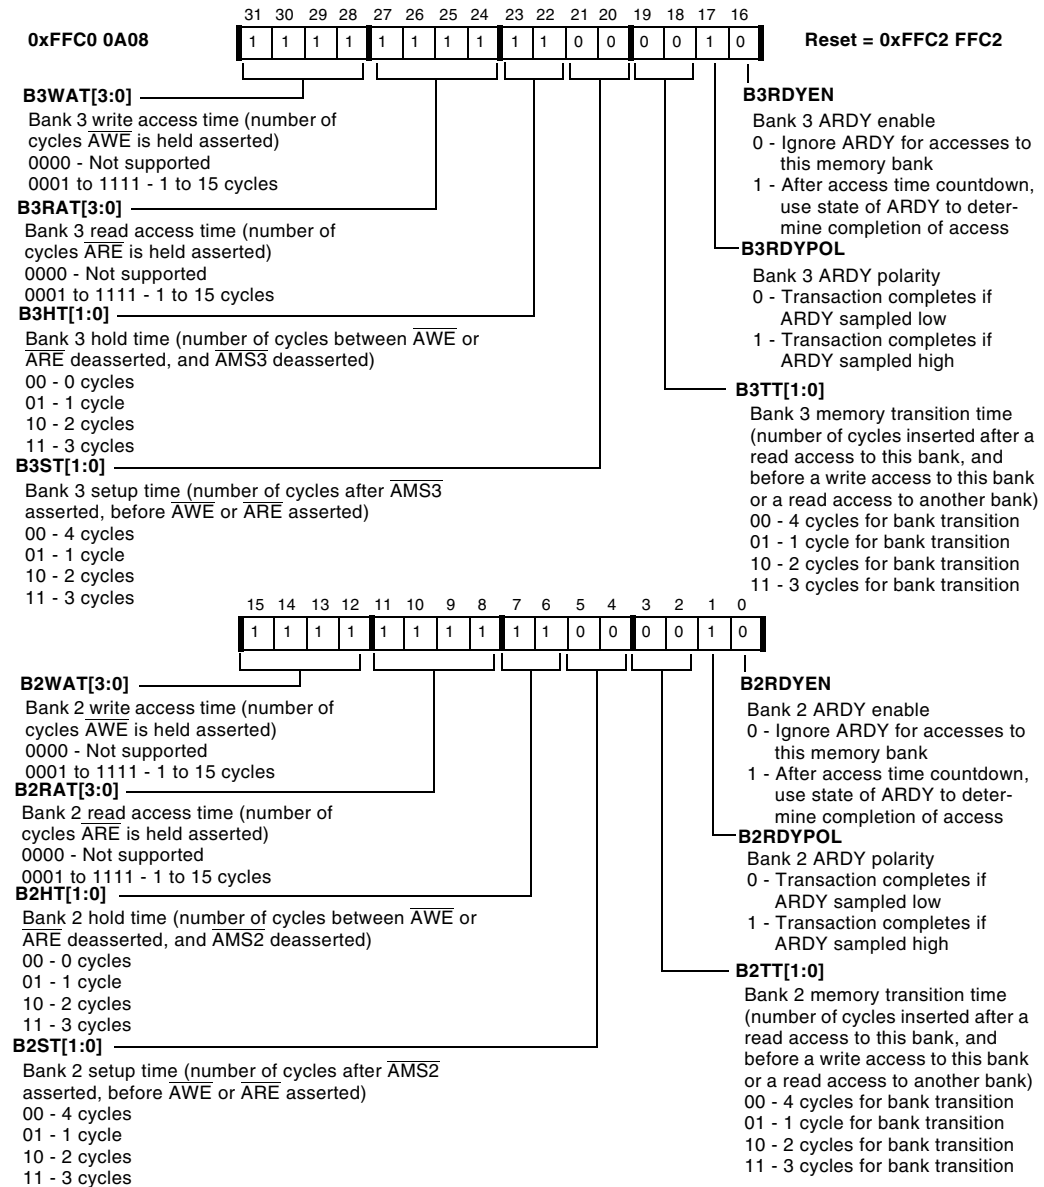 31 30 29 28 27 26 25 24 23 22 21 20 19 18 17 16
0xFFC0 0A08
1 1 1 1 1 1 1 1 1 1 0 0 0 0 1 0
Reset = 0xFFC2 FFC2
B3WAT[3:0]
Bank 3 write access time (number of
cycles AWE is held asserted)
0000 - Not supported
0001 to 1111 - 1 to 15 cycles
B3RAT[3:0]
Bank 3 read access time (number of
cycles ARE is held asserted)
0000 - Not supported
0001 to 1111 - 1 to 15 cycles
B3HT[1:0]
Bank 3 hold time (number of cycles between AWE or
ARE deasserted, and AMS3 deasserted)
00 - 0 cycles
01 - 1 cycle
10 - 2 cycles
11 - 3 cycles
B3ST[1:0]
Bank 3 setup time (number of cycles after AMS3
asserted, before AWE or ARE asserted)
00 - 4 cycles
01 - 1 cycle
10 - 2 cycles
11 - 3 cycles
B3RDYEN
Bank 3 ARDY enable
0 - Ignore ARDY for accesses to
this memory bank
1 - After access time countdown,
use state of ARDY to deter-
mine completion of access
B3RDYPOL
Bank 3 ARDY polarity
0 - Transaction completes if
ARDY sampled low
1 - Transaction completes if
ARDY sampled high
B3TT[1:0]
Bank 3 memory transition time
(number of cycles inserted after a
read access to this bank, and
before a write access to this bank
or a read access to another bank)
00 - 4 cycles for bank transition
01 - 1 cycle for bank transition
10 - 2 cycles for bank transition
11 - 3 cycles for bank transition
15 14 13 12 11 10 9 8 7 6 5 4 3 2 1 0
1 1 1 1 1 1 1 1 1 1 0 0 0 0 1 0
B2WAT[3:0]
Bank 2 write access time (number of
cycles AWE is held asserted)
0000 - Not supported
0001 to 1111 - 1 to 15 cycles
B2RAT[3:0]
Bank 2 read access time (number of
cycles ARE is held asserted)
0000 - Not supported
0001 to 1111 - 1 to 15 cycles
B2HT[1:0]
Bank 2 hold time (number of cycles between AWE or
ARE deasserted, and AMS2 deasserted)
00 - 0 cycles
01 - 1 cycle
10 - 2 cycles
11 - 3 cycles
B2ST[1:0]
Bank 2 setup time (number of cycles after AMS2
asserted, before AWE or ARE asserted)
00 - 4 cycles
01 - 1 cycle
10 - 2 cycles
11 - 3 cycles
B2RDYEN
Bank 2 ARDY enable
0 - Ignore ARDY for accesses to
this memory bank
1 - After access time countdown,
use state of ARDY to deter-
mine completion of access
B2RDYPOL
Bank 2 ARDY polarity
0 - Transaction completes if
ARDY sampled low
1 - Transaction completes if
ARDY sampled high
B2TT[1:0]
Bank 2 memory transition time
(number of cycles inserted after a
read access to this bank, and
before a write access to this bank
or a read access to another bank)
00 - 4 cycles for bank transition
01 - 1 cycle for bank transition
10 - 2 cycles for bank transition
11 - 3 cycles for bank transition